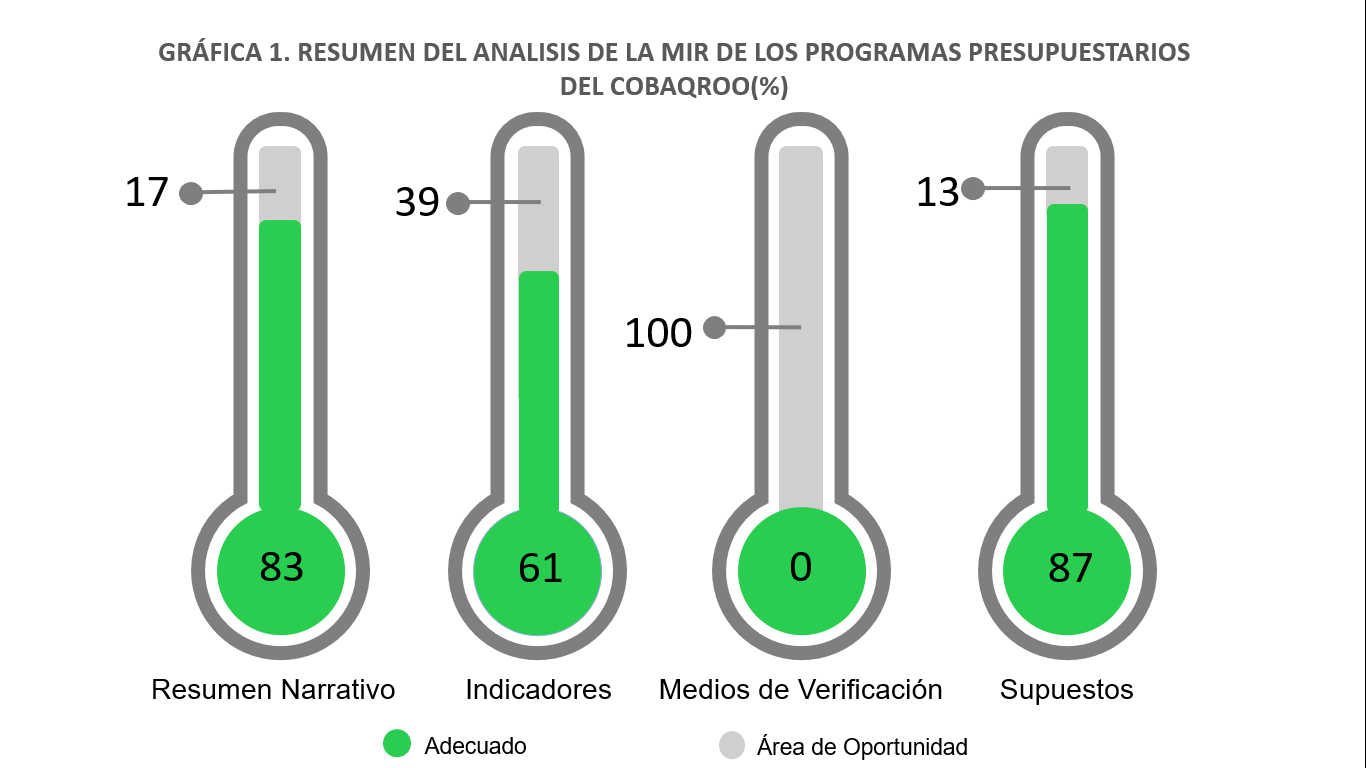 GRÁFICA 1. RESUMEN DEL ANALISIS DE LA MIR DE LOS PROGRAMAS PRESUPUESTARIOS
DEL COBAQROO(%)
17
39
100
13
83
61
0
87
Resumen Narrativo
Indicadores
Medios de Verificación
Supuestos
Adecuado
Área de Oportunidad